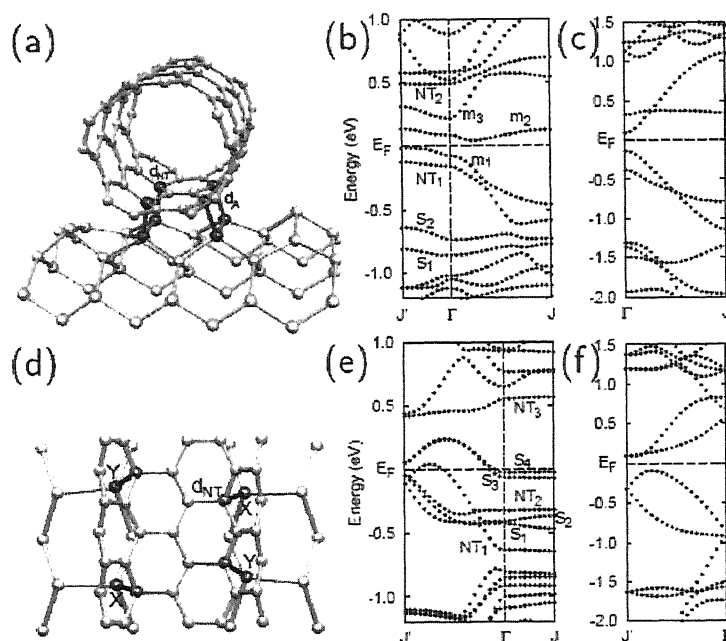 (a)
d_NT
d_A
(b)
Energy (eV)
1.0
0.5
E_F
-0.5
-1.0
NT_2
m_3
m_2
m_1
NT_1
S_2
S_1
J'
Γ
J
(c)
1.5
1.0
0.5
E_F
-0.5
-1.0
-1.5
-2.0
Γ
J
(d)
Y
d_NT
X
Y
X
(e)
Energy (eV)
1.0
0.5
E_F
-0.5
-1.0
NT_3
S_4
S_3
NT_2
S_2
S_1
NT_1
J'
Γ
J
(f)
1.5
1.0
0.5
E_F
-0.5
-1.0
-1.5
-2.0
J'
Γ